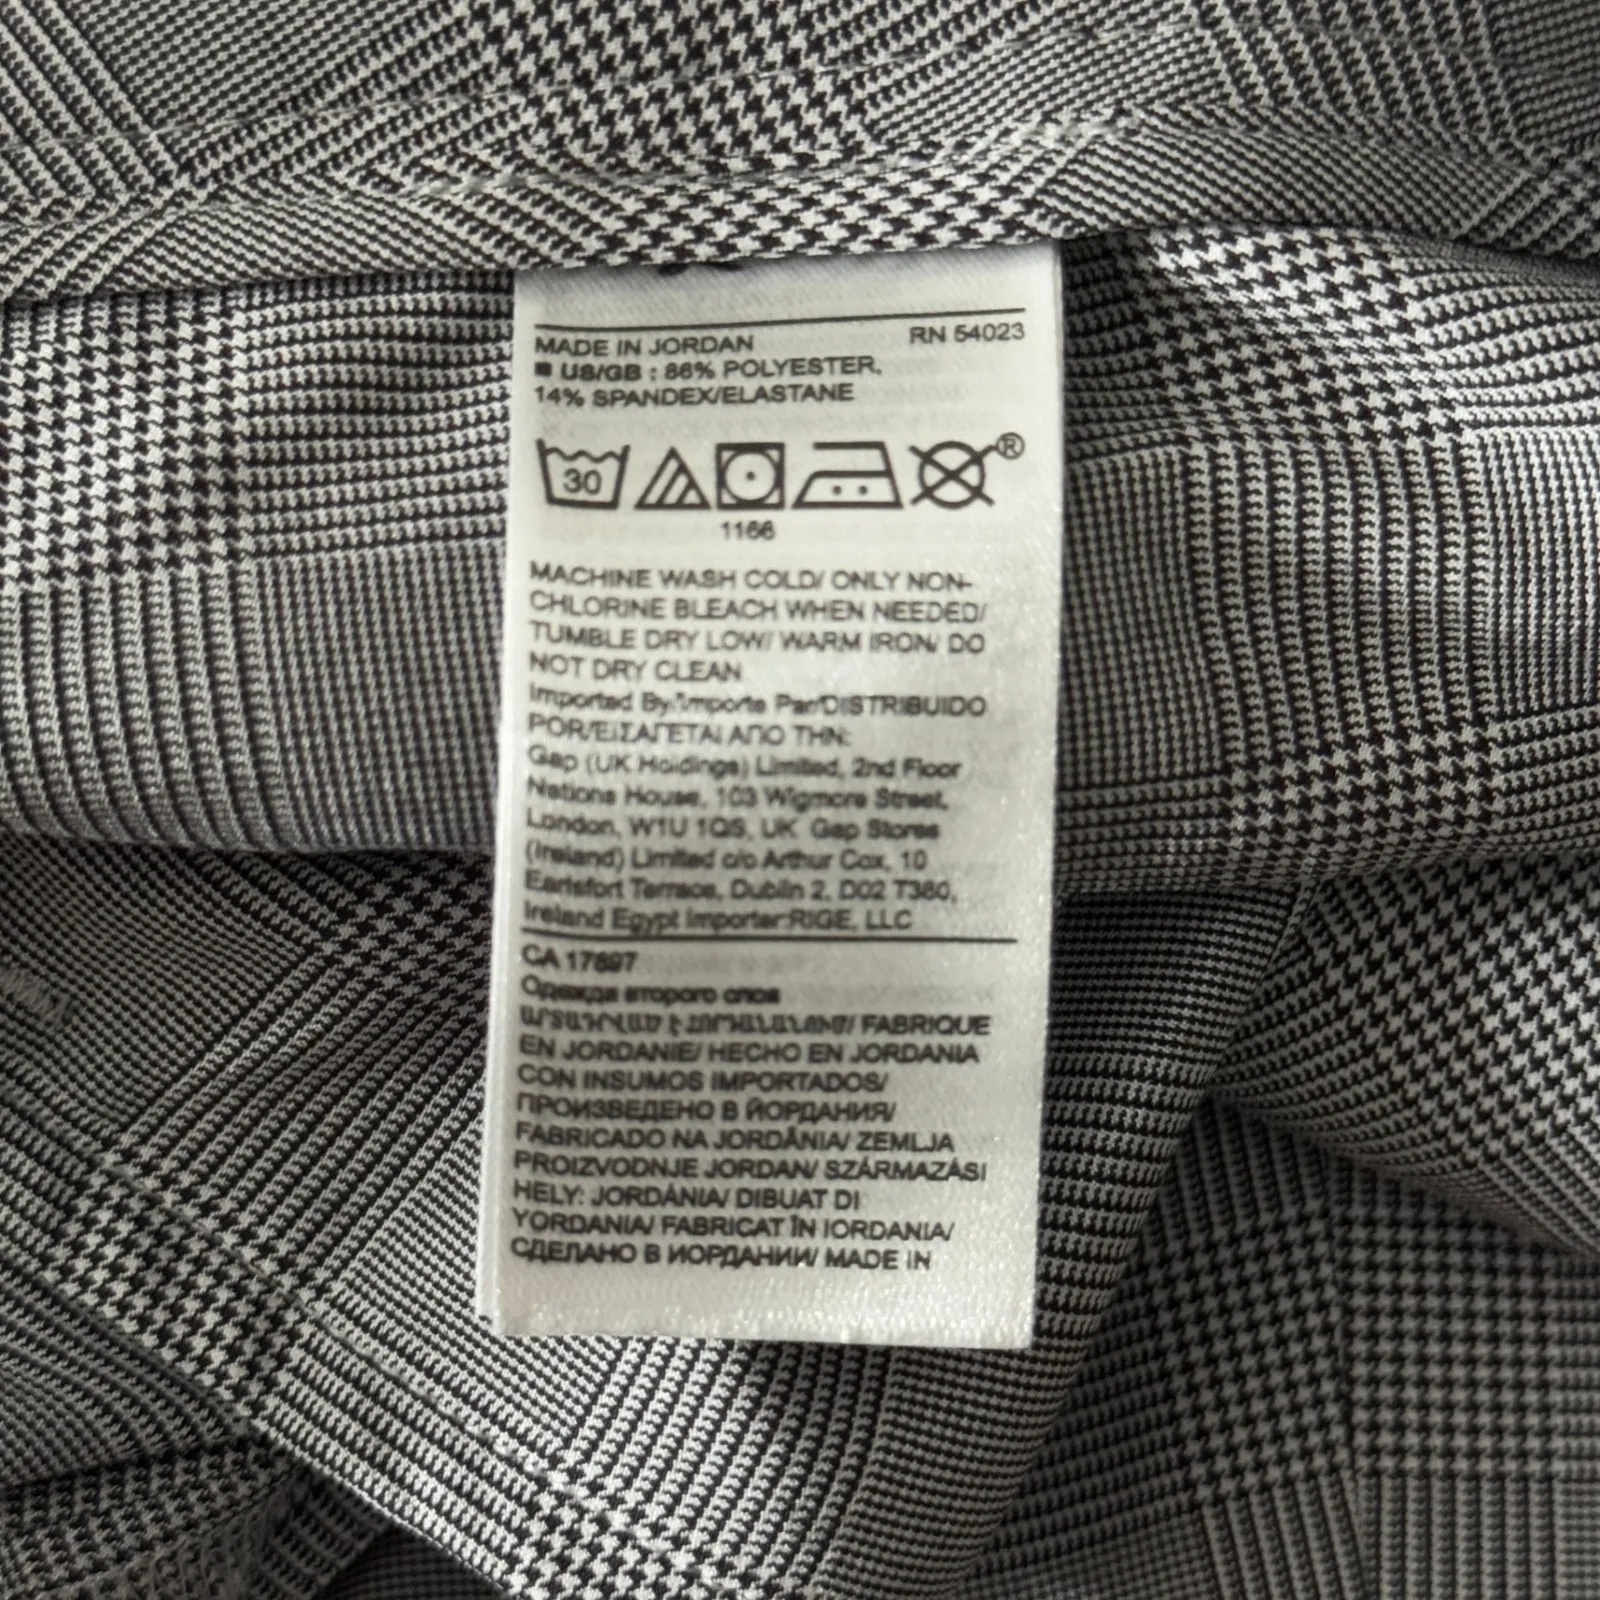 MADE IN JORDAN RN 54023
■ US/GB : 86% POLYESTER,
14% SPANDEX/ELASTANE
30 ®
1166
MACHINE WASH COLD/ ONLY NON-
CHLORINE BLEACH WHEN NEEDED/
TUMBLE DRY LOW/ WARM IRON/ DO
NOT DRY CLEAN
Imported By/Importe Par/DISTRIBUIDO
POR/ΕΙΣΑΓΕΤΑΙ ΑΠΟ ΤΗΝ:
Gap (UK Holdings) Limited, 2nd Floor
Nations House, 103 Wigmore Street,
London, W1U 1QS, UK Gap Stores
(Ireland) Limited c/o Arthur Cox, 10
Earlsfort Terrace, Dublin 2, D02 T380,
Ireland Egypt Importer:RIGE, LLC
CA 17897
Одежда второго слоя
FABRIQUE
EN JORDANIE/ HECHO EN JORDANIA
CON INSUMOS IMPORTADOS/
ПРОИЗВЕДЕНО В ЙОРДАНИЯ/
FABRICADO NA JORDÂNIA/ ZEMLJA
PROIZVODNJE JORDAN/ SZÁRMAZÁSI
HELY: JORDÁNIA/ DIBUAT DI
YORDANIA/ FABRICAT ÎN IORDANIA/
СДЕЛАНО В ИОРДАНИИ/ MADE IN